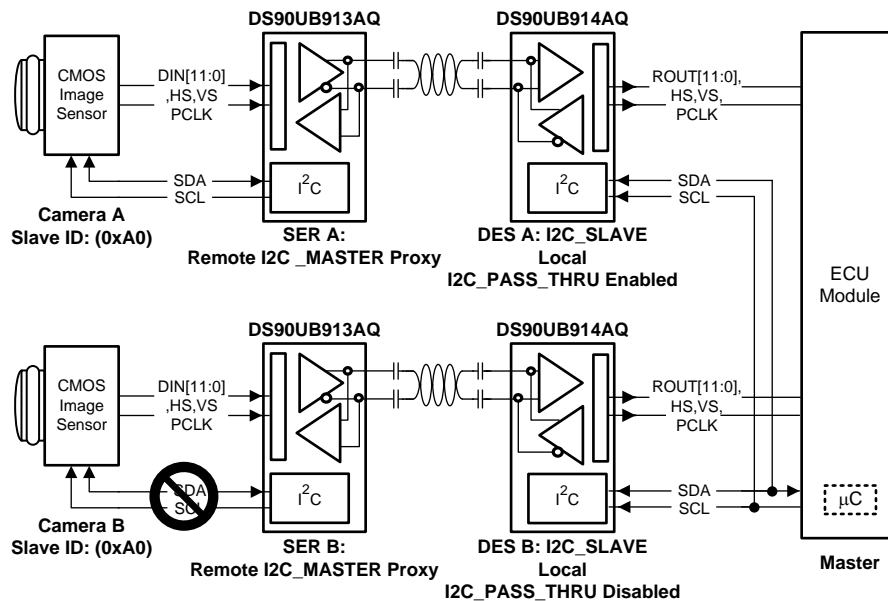 DS90UB913AQ
DS90UB914AQ
CMOS
Image
Sensor
DIN[11:0]
,HS,VS
PCLK
ROUT[11:0],
HS,VS,
PCLK
SDA
SCL
I2C
I2C
SDA
SCL
Camera A
Slave ID: (0xA0)
SER A:
Remote I2C _MASTER Proxy
DES A: I2C_SLAVE
Local
I2C_PASS_THRU Enabled
ECU
Module
DS90UB913AQ
DS90UB914AQ
CMOS
Image
Sensor
DIN[11:0]
,HS,VS
PCLK
ROUT[11:0],
HS,VS,
PCLK
SDA
SCL
I2C
I2C
SDA
SCL
µC
Camera B
Slave ID: (0xA0)
SER B:
Remote I2C_MASTER Proxy
DES B: I2C_SLAVE
Local
I2C_PASS_THRU Disabled
Master